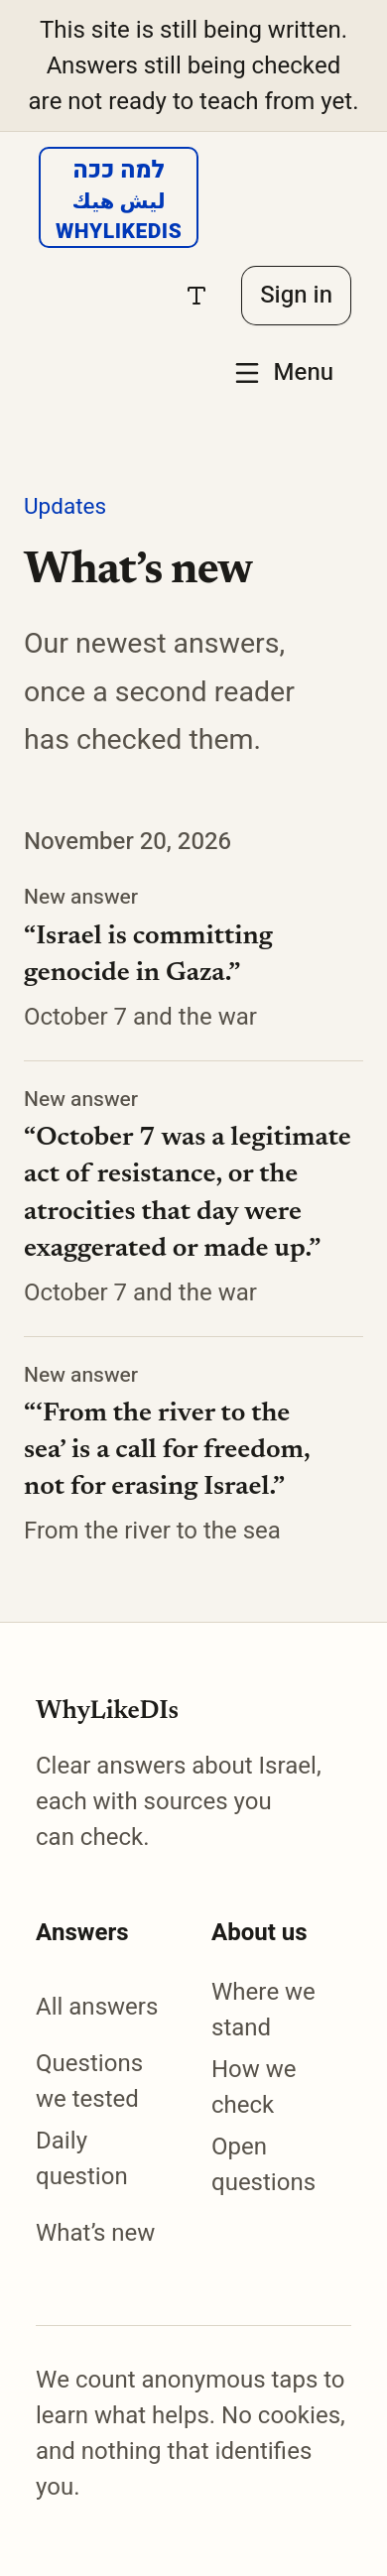 This site is still being written.
Answers still being checked
are not ready to teach from yet.
למה ככה
ليش هيك
WHYLIKEDIS
T
Sign in
Menu
Updates
What’s new
Our newest answers,
once a second reader
has checked them.
November 20, 2026
New answer
“Israel is committing
genocide in Gaza.”
October 7 and the war
New answer
“October 7 was a legitimate
act of resistance, or the
atrocities that day were
exaggerated or made up.”
October 7 and the war
New answer
“‘From the river to the
sea’ is a call for freedom,
not for erasing Israel.”
From the river to the sea
WhyLikeDIs
Clear answers about Israel,
each with sources you
can check.
Answers
All answers
Questions
we tested
Daily
question
What’s new
About us
Where we
stand
How we
check
Open
questions
We count anonymous taps to
learn what helps. No cookies,
and nothing that identifies
you.